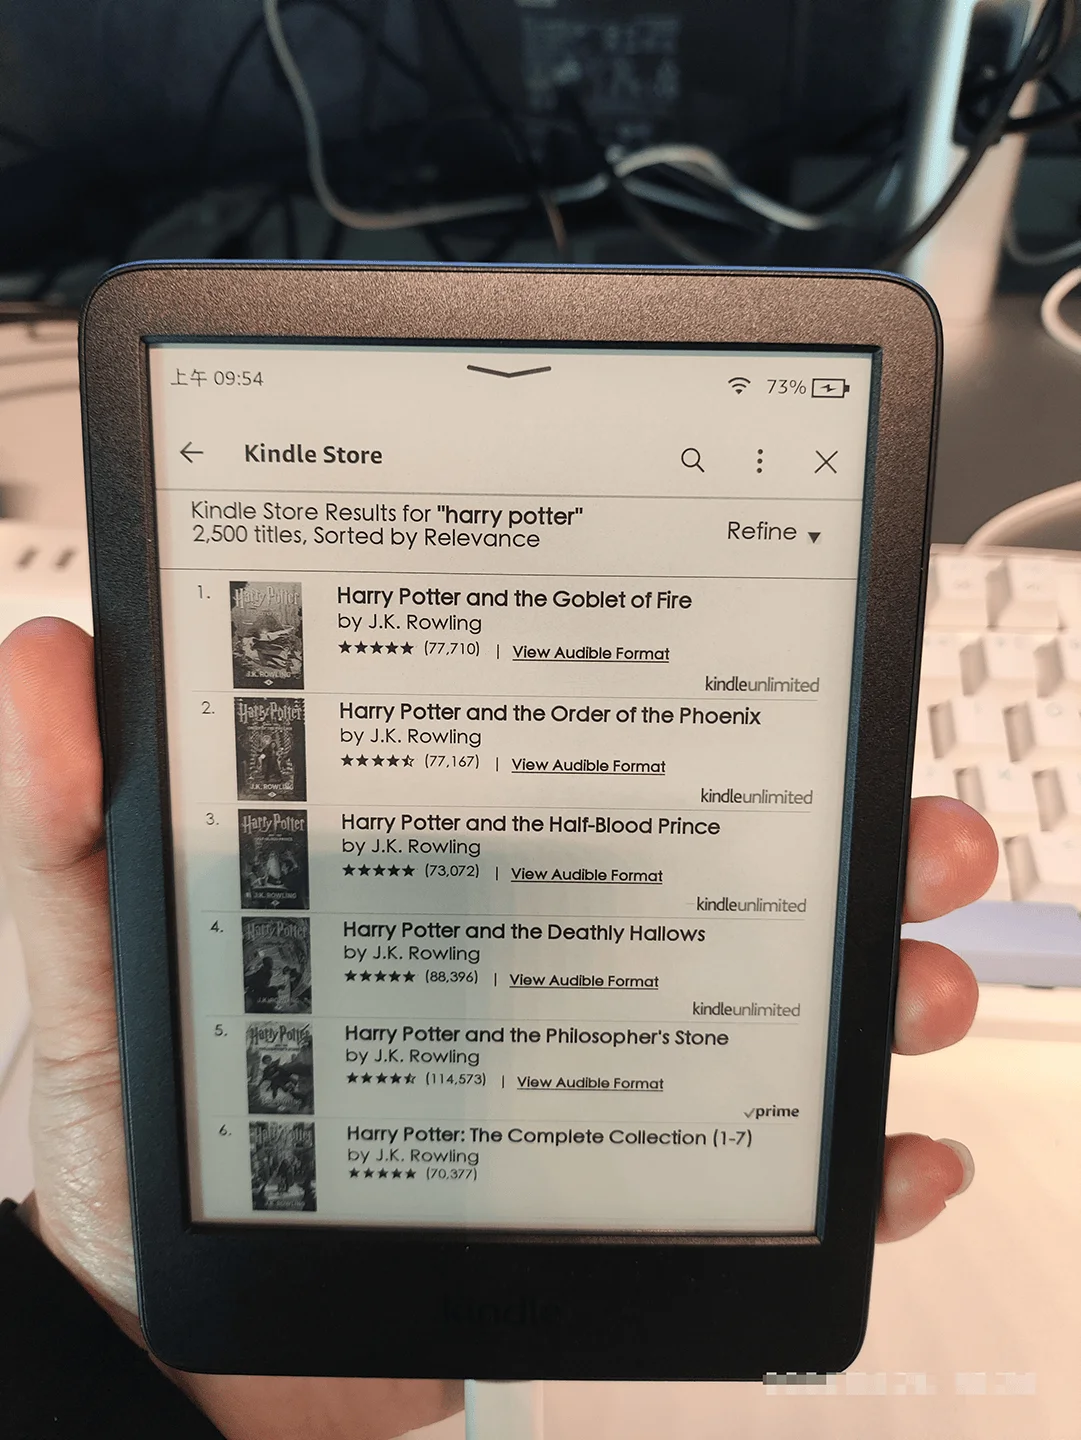 上午 09:54
73%
Kindle Store
Kindle Store Results for "harry potter"
2,500 titles, Sorted by Relevance
Refine ▼
1.
Harry Potter
J.K. ROWLING
Harry Potter and the Goblet of Fire
by J.K. Rowling
★★★★★ (77,710) | View Audible Format
kindleunlimited
2.
Harry Potter
J.K. ROWLING
Harry Potter and the Order of the Phoenix
by J.K. Rowling
(77,167) | View Audible Format
kindleunlimited
3.
Harry Potter
J.K. ROWLING
Harry Potter and the Half-Blood Prince
by J.K. Rowling
★★★★★ (73,072) | View Audible Format
kindleunlimited
4.
Harry Potter
J.K. ROWLING
Harry Potter and the Deathly Hallows
by J.K. Rowling
★★★★★ (88,396) | View Audible Format
kindleunlimited
5.
Harry Potter
J.K. ROWLING
Harry Potter and the Philosopher's Stone
by J.K. Rowling
(114,573) | View Audible Format
✓prime
6.
Harry Potter
J.K. ROWLING
Harry Potter: The Complete Collection (1-7)
by J.K. Rowling
★★★★★ (70,377)
kindle